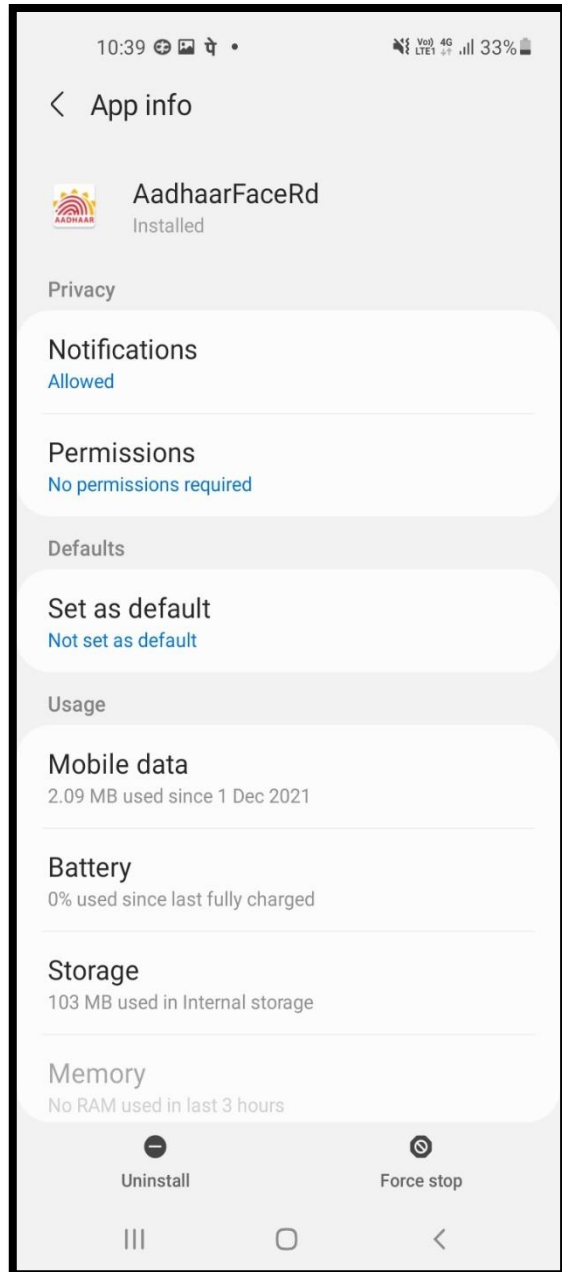 10:39 पे •
Vo)) 4G
LTE1 33%
App info
AadhaarFaceRd
AADHAAR
Installed
Privacy
Notifications
Allowed
Permissions
No permissions required
Defaults
Set as default
Not set as default
Usage
Mobile data
2.09 MB used since 1 Dec 2021
Battery
0% used since last fully charged
Storage
103 MB used in Internal storage
Memory
No RAM used in last 3 hours
Uninstall Force stop